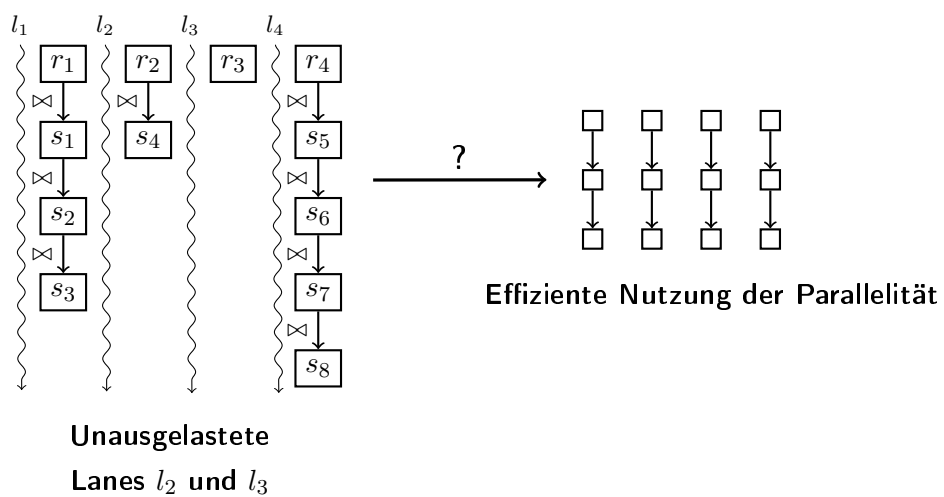 l₁ l₂ l₃ l₄
r₁ r₂ r₃ r₄
⋈ ⋈ ⋈
s₁ s₄ s₅
⋈ ⋈
s₂ s₆
⋈ ⋈
s₃ s₇
⋈
s₈
?
Effiziente Nutzung der Parallelität
Unausgelastete
Lanes l₂ und l₃